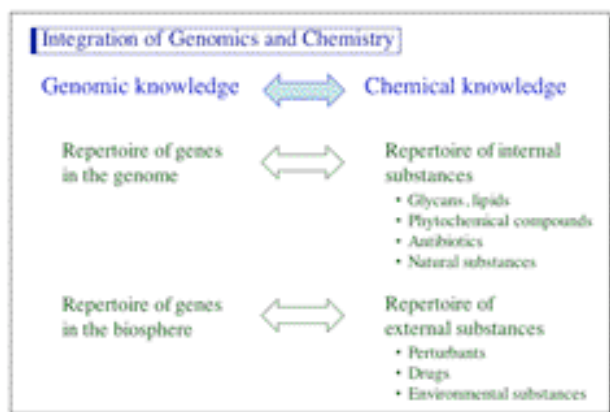 Integration of Genomics and Chemistry
Genomic knowledge
Chemical knowledge
Repertoire of genes
in the genome
Repertoire of internal
substances
• Glycans, lipids
• Phytochemical compounds
• Antibiotics
• Natural substances
Repertoire of genes
in the biosphere
Repertoire of
external substances
• Perturbants
• Drugs
• Environmental substances